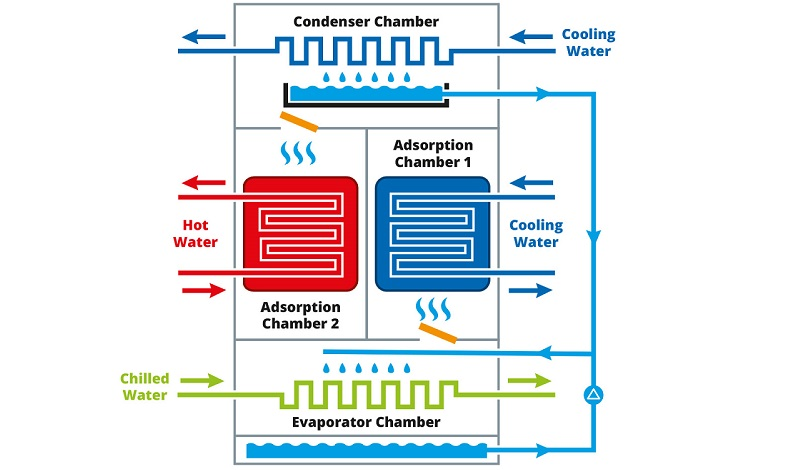 Condenser Chamber
Cooling
Water
Adsorption
Chamber 1
Hot
Water
Cooling
Water
Adsorption
Chamber 2
Chilled
Water
Evaporator Chamber